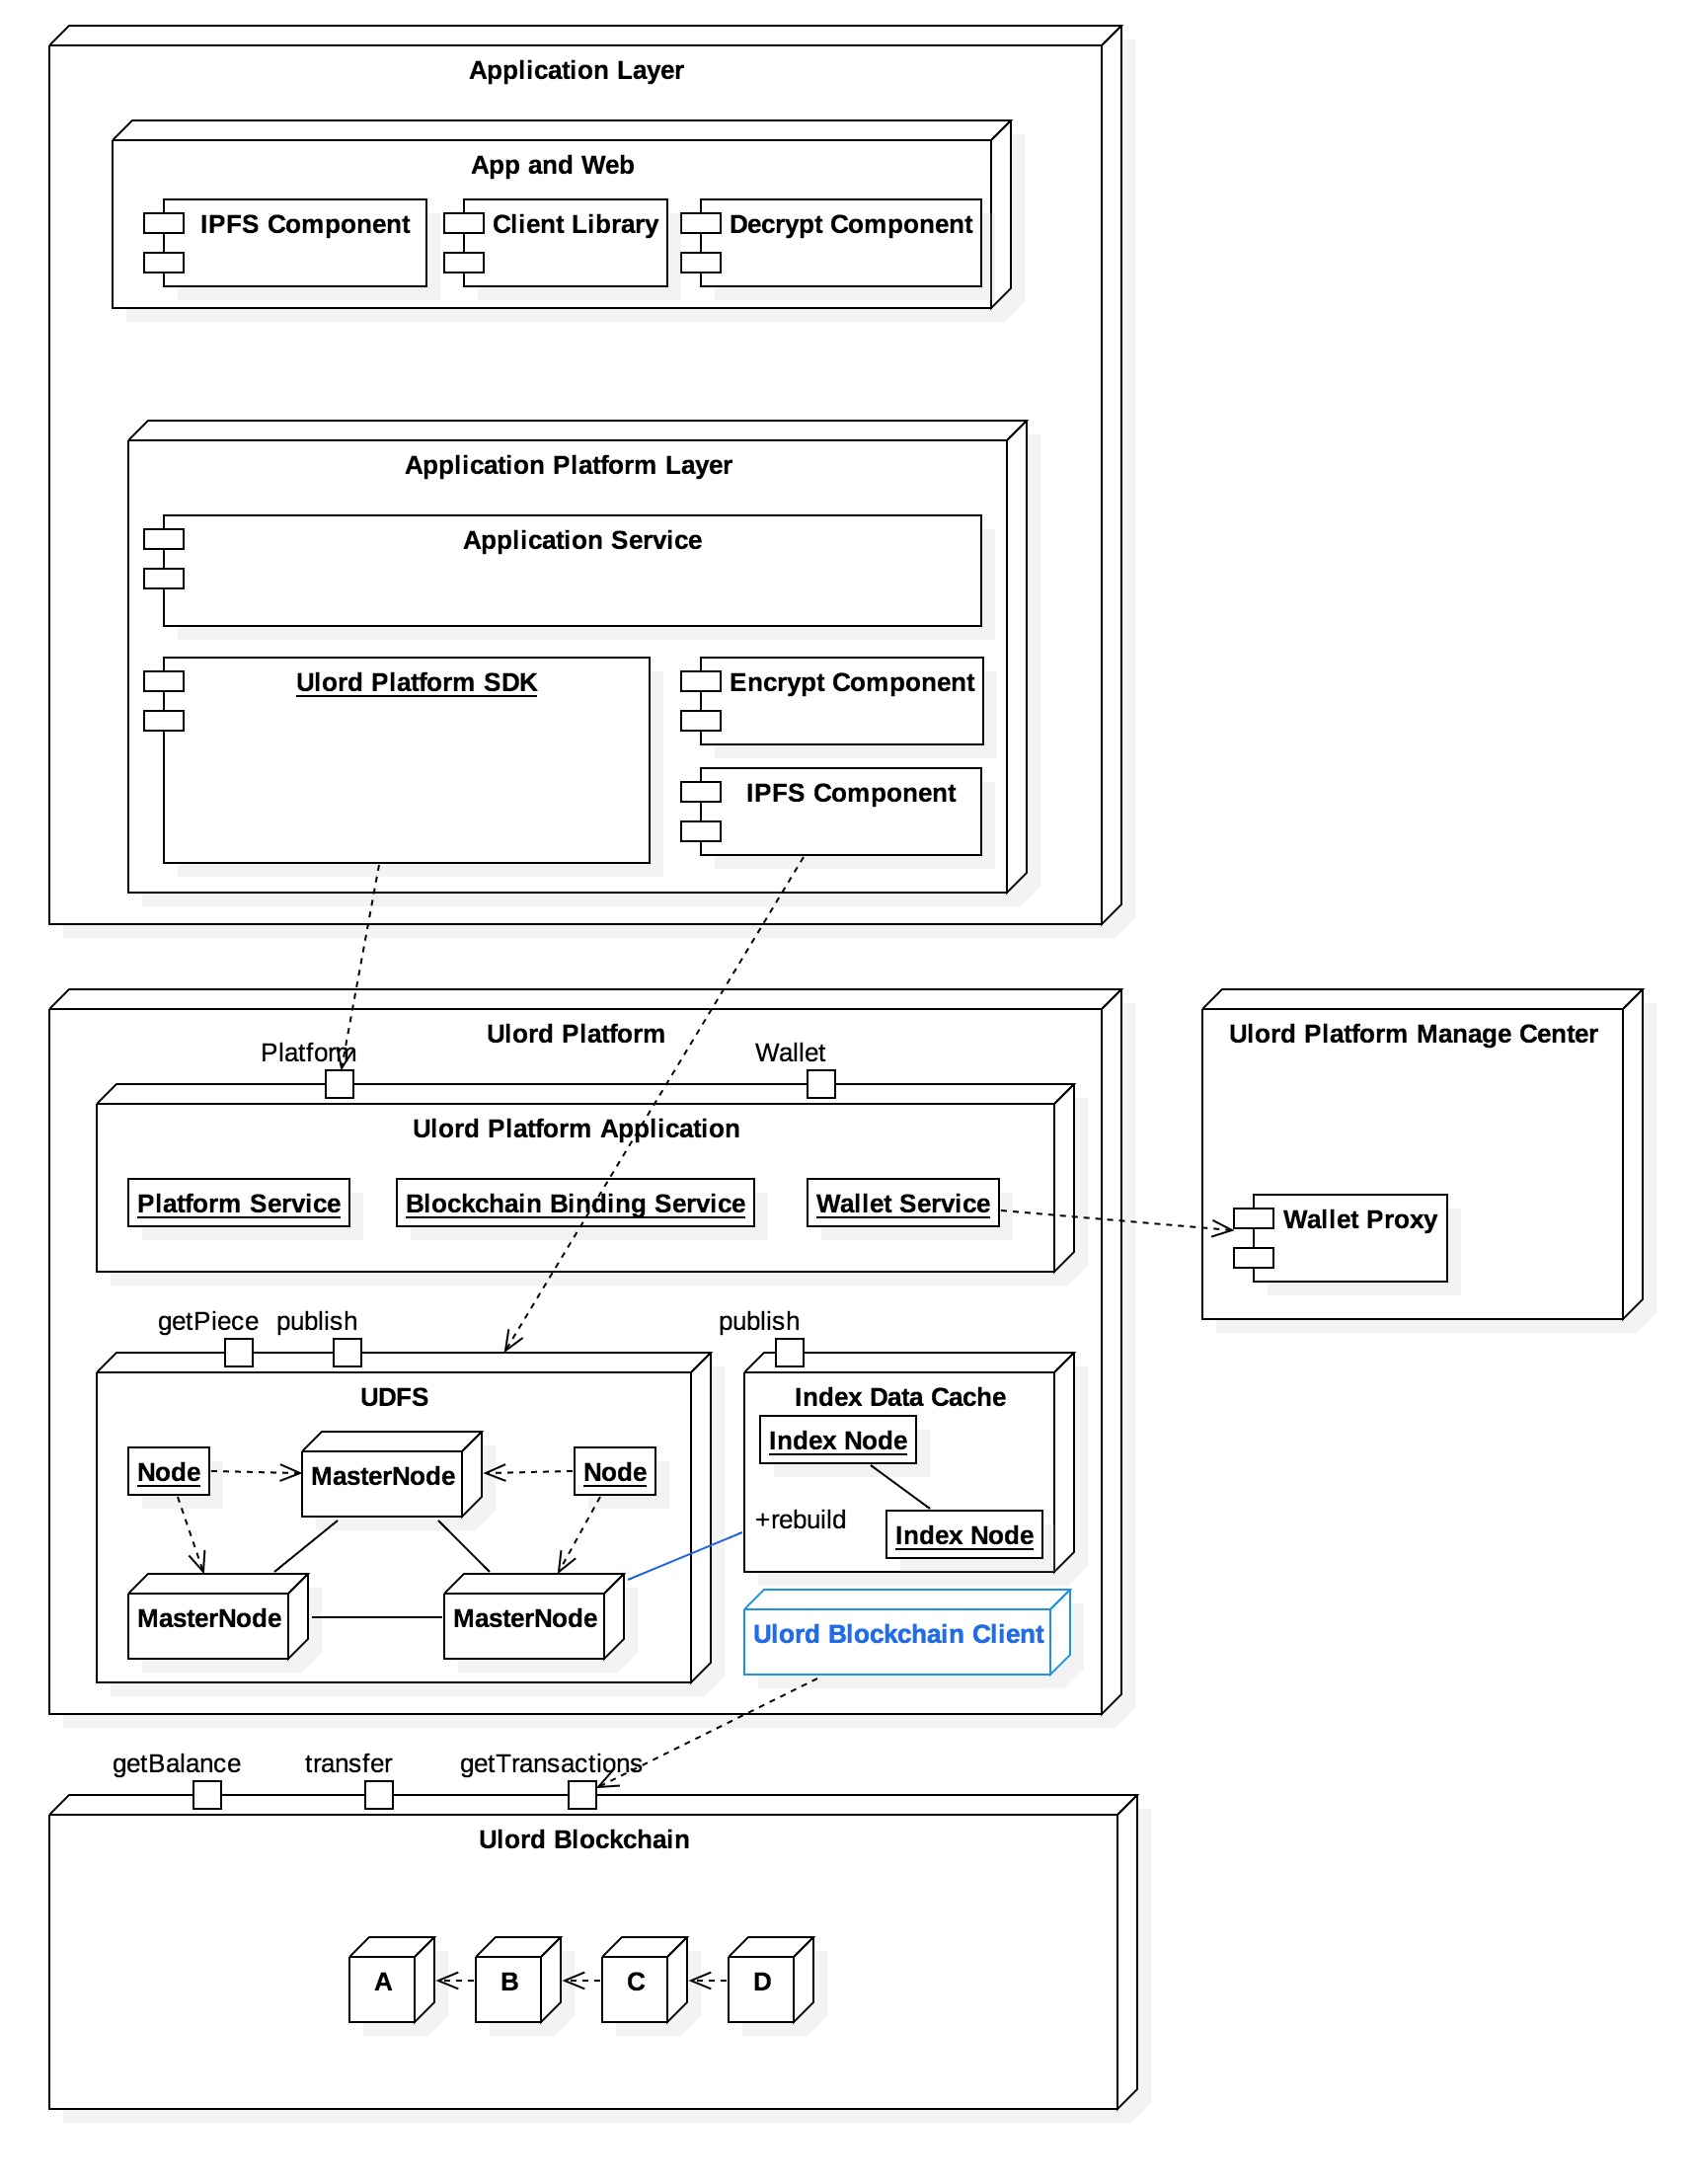 Application Layer
App and Web
IPFS Component
Client Library
Decrypt Component
Application Platform Layer
Application Service
Ulord Platform SDK
Encrypt Component
IPFS Component
Ulord Platform
Ulord Platform Manage Center
Platform
Wallet
Ulord Platform Application
Platform Service
Blockchain Binding Service
Wallet Service
Wallet Proxy
getPiece
publish
publish
UDFS
Index Data Cache
Index Node
Node
MasterNode
Node
+rebuild
Index Node
MasterNode
MasterNode
Ulord Blockchain Client
getBalance
transfer
getTransactions
Ulord Blockchain
A
B
C
D